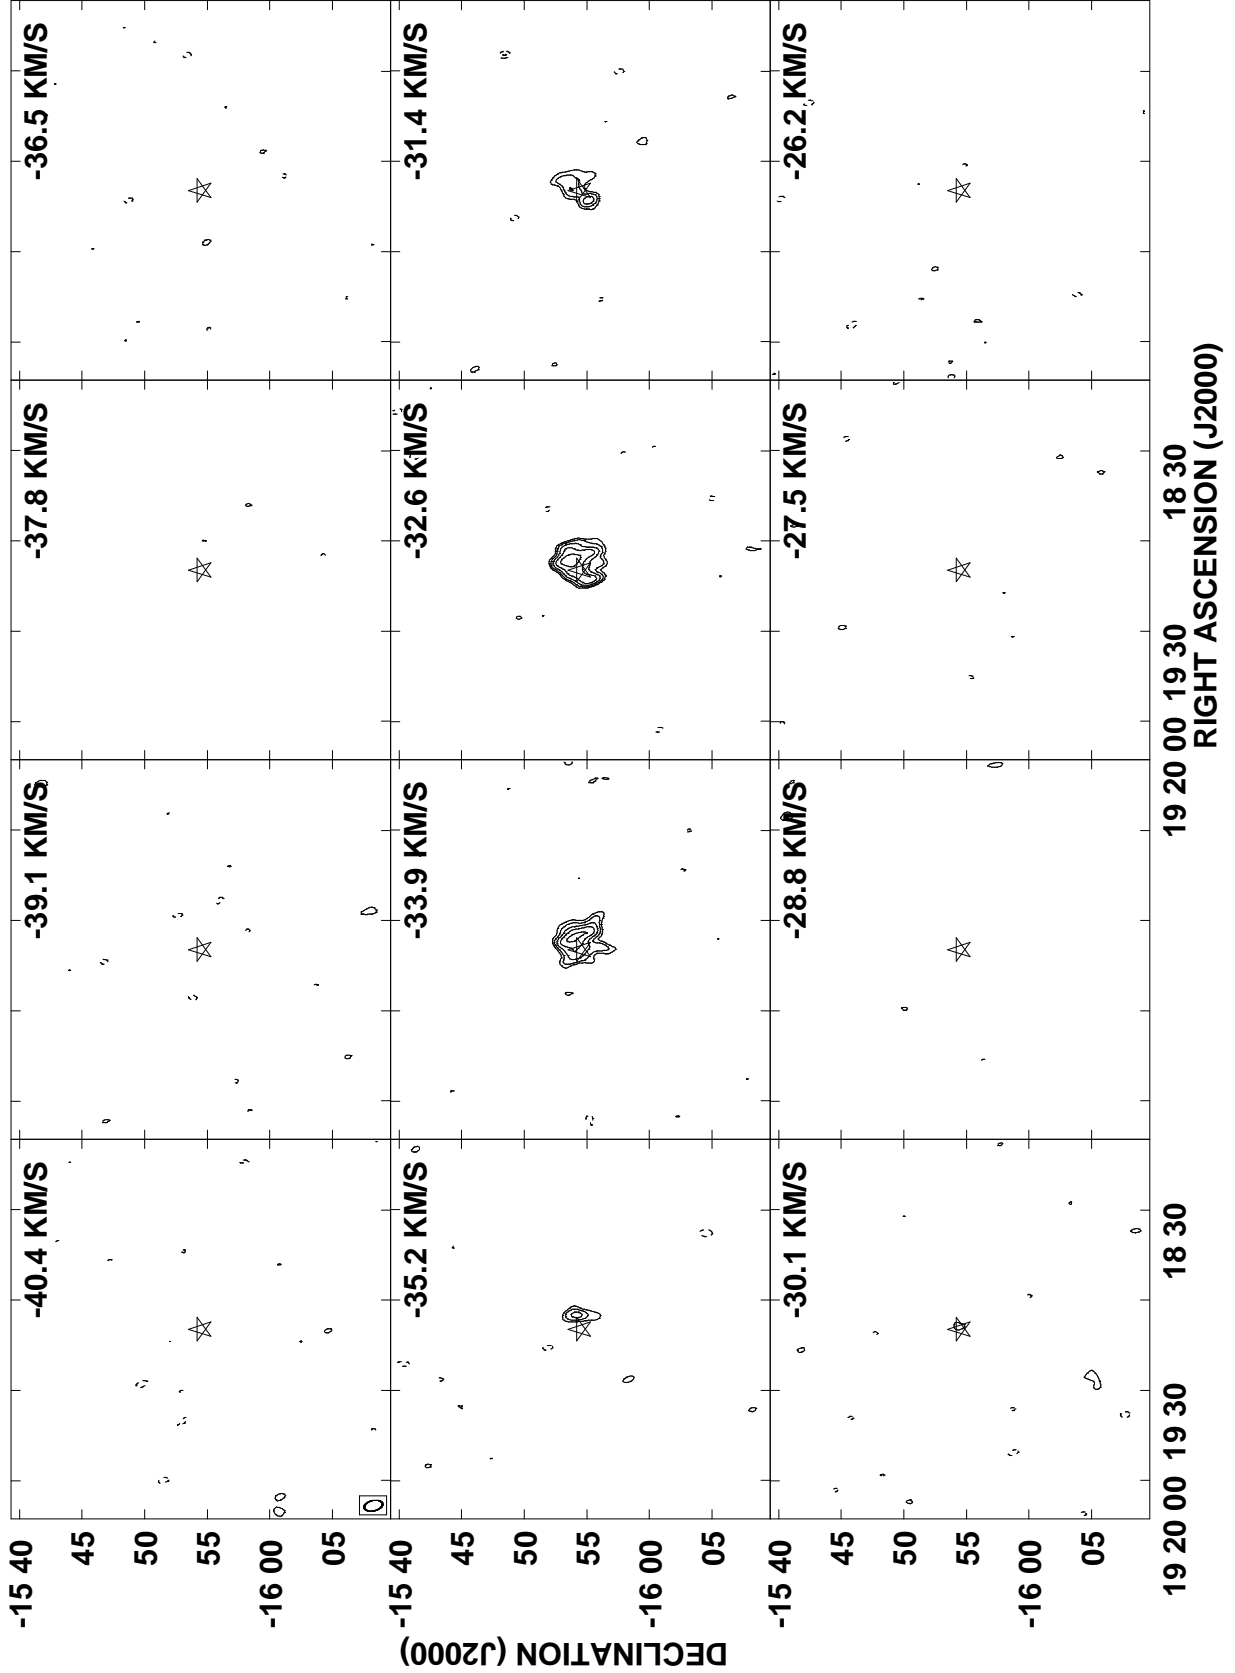 -40.4 KM/S
-39.1 KM/S
-37.8 KM/S
-36.5 KM/S
-35.2 KM/S
-33.9 KM/S
-32.6 KM/S
-31.4 KM/S
-30.1 KM/S
-28.8 KM/S
-27.5 KM/S
-26.2 KM/S
DECLINATION (J2000)
-15 40
45
50
55
-16 00
05
-15 40
45
50
55
-16 00
05
-15 40
45
50
55
-16 00
05
19 20 00
19 30
18 30
19 20 00
19 30
18 30
RIGHT ASCENSION (J2000)